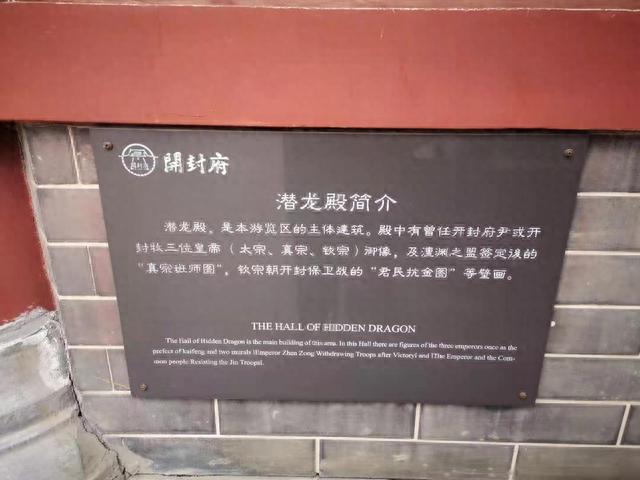 開封府
潜龙殿简介
潜龙殿，是本游览区的主体建筑。殿中有曾任开封府尹或开
封牧三位皇帝（太宗、真宗、钦宗）御像，及澶渊之盟签定后的
“真宗班师图”，钦宗朝开封保卫战的“君民抗金图”等壁画。
THE HALL OF HIDDEN DRAGON
The Hall of Hidden Dragon is the main building of this area. In this Hall there are figures of the three emperors once as the
prefect of kaifeng and two murals lEmperor Zhen Zong Withdrawing Troops after Victoryl and lThe Emperor and the Com-
mon people Resisting the Jin Troopsl.